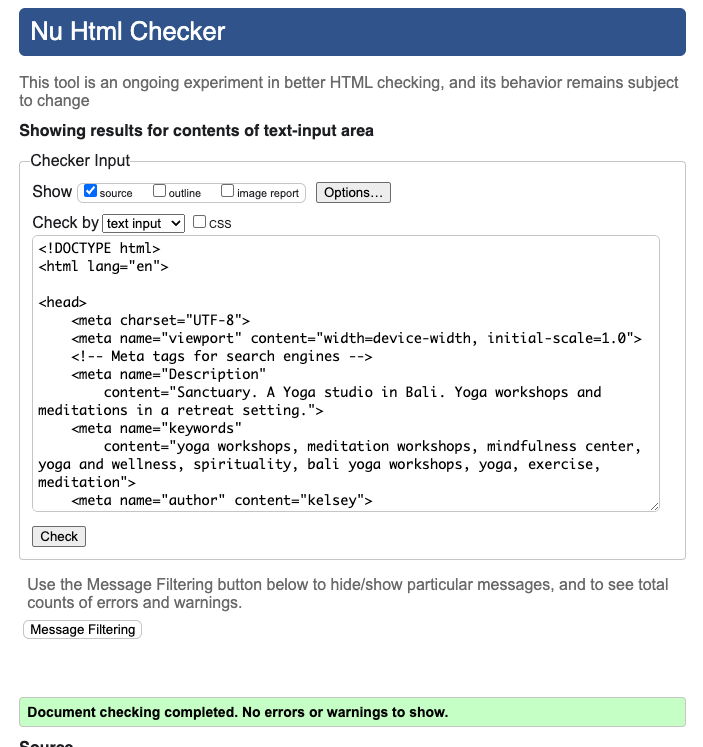 Nu Html Checker
This tool is an ongoing experiment in better HTML checking, and its behavior remains subject
to change
Showing results for contents of text-input area
Checker Input
Show source outline image report Options...
Check by text input css
<!DOCTYPE html>
<html lang="en">
<head>
    <meta charset="UTF-8">
    <meta name="viewport" content="width=device-width, initial-scale=1.0">
    <!-- Meta tags for search engines -->
    <meta name="Description"
        content="Sanctuary. A Yoga studio in Bali. Yoga workshops and
meditations in a retreat setting.">
    <meta name="keywords"
        content="yoga workshops, meditation workshops, mindfulness center,
yoga and wellness, spirituality, bali yoga workshops, yoga, exercise,
meditation">
    <meta name="author" content="kelsey">
Check
Use the Message Filtering button below to hide/show particular messages, and to see total
counts of errors and warnings.
Message Filtering
Document checking completed. No errors or warnings to show.
Source